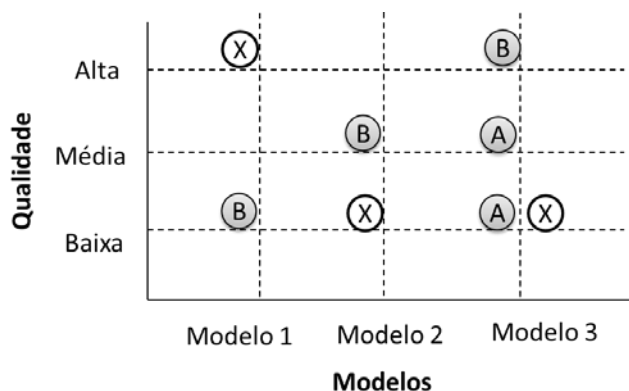 X
B
Alta
B
A
Média
B
X
A
X
Baixa
Qualidade
Modelo 1
Modelo 2
Modelo 3
Modelos